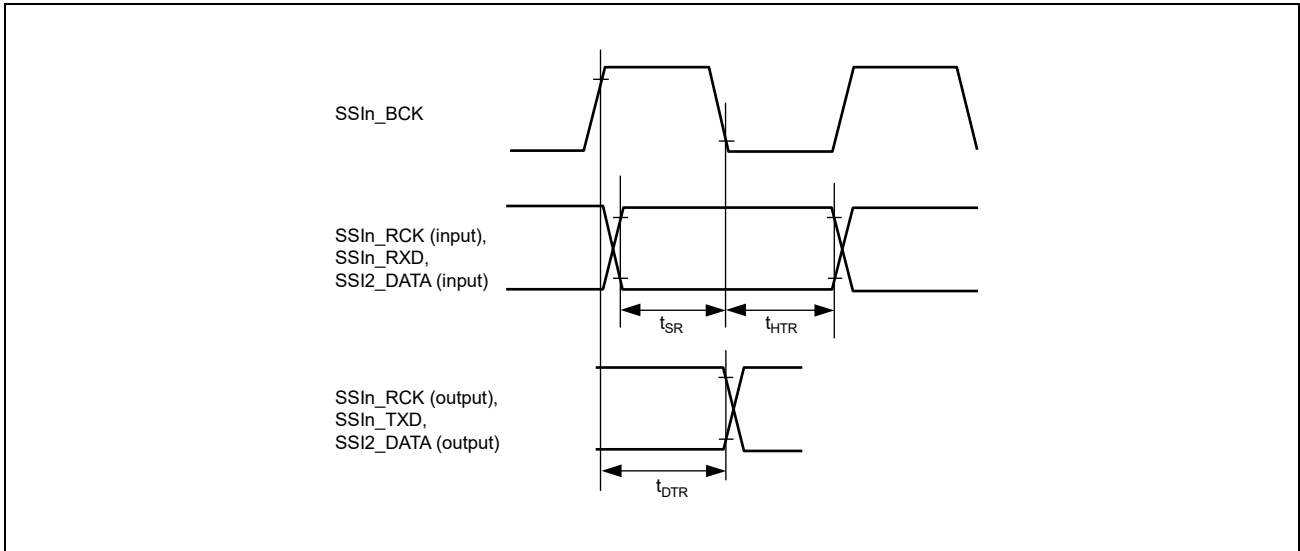 SSIn_BCK
SSIn_RCK (input),
SSIn_RXD,
SSI2_DATA (input)
tSR
tHTR
SSIn_RCK (output),
SSIn_TXD,
SSI2_DATA (output)
tDTR